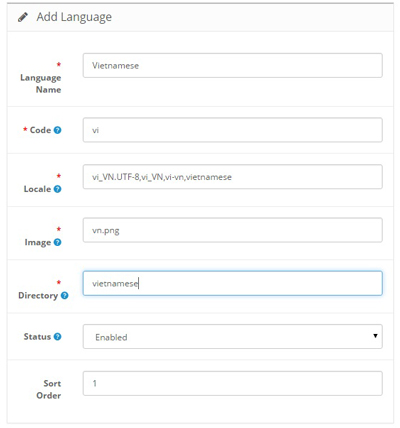 Add Language
* Language Name
Vietnamese
* Code
vi
* Locale
vi_VN.UTF-8,vi_VN,vi-vn,vietnamese
* Image
vn.png
* Directory
vietnamese
Status
Enabled
Sort Order
1